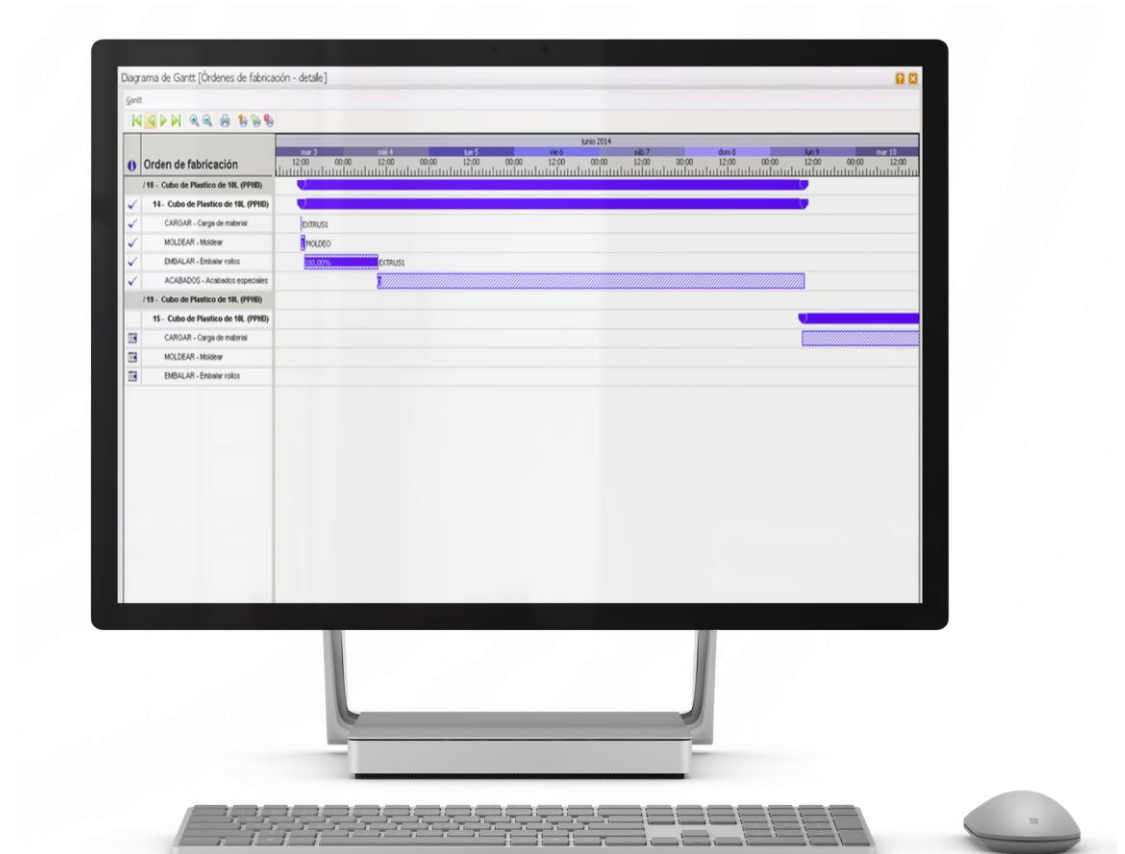 Diagrama de Gantt [Órdenes de fabricación - detalle]
Gantt
Orden de fabricación
junio 2014
mar 3 mié 4 jue 5 vie 6 sáb 7 dom 8 lun 9 mar 10
12:00 00:00 12:00 00:00 12:00 00:00 12:00 00:00 12:00 00:00 12:00 00:00 12:00 00:00 12:00
/18 - Cubo de Plastico de 18L (PPHD)
14 - Cubo de Plastico de 18L (PPHD)
CARGAR - Carga de material EXTRUS1
MOLDEAR - Moldear MOLDEO
EMBALAR - Embalar rollos 100,00% EXTRUS1
ACABADOS - Acabados especiales
/19 - Cubo de Plastico de 18L (PPHD)
15 - Cubo de Plastico de 18L (PPHD)
CARGAR - Carga de material
MOLDEAR - Moldear
EMBALAR - Embalar rollos